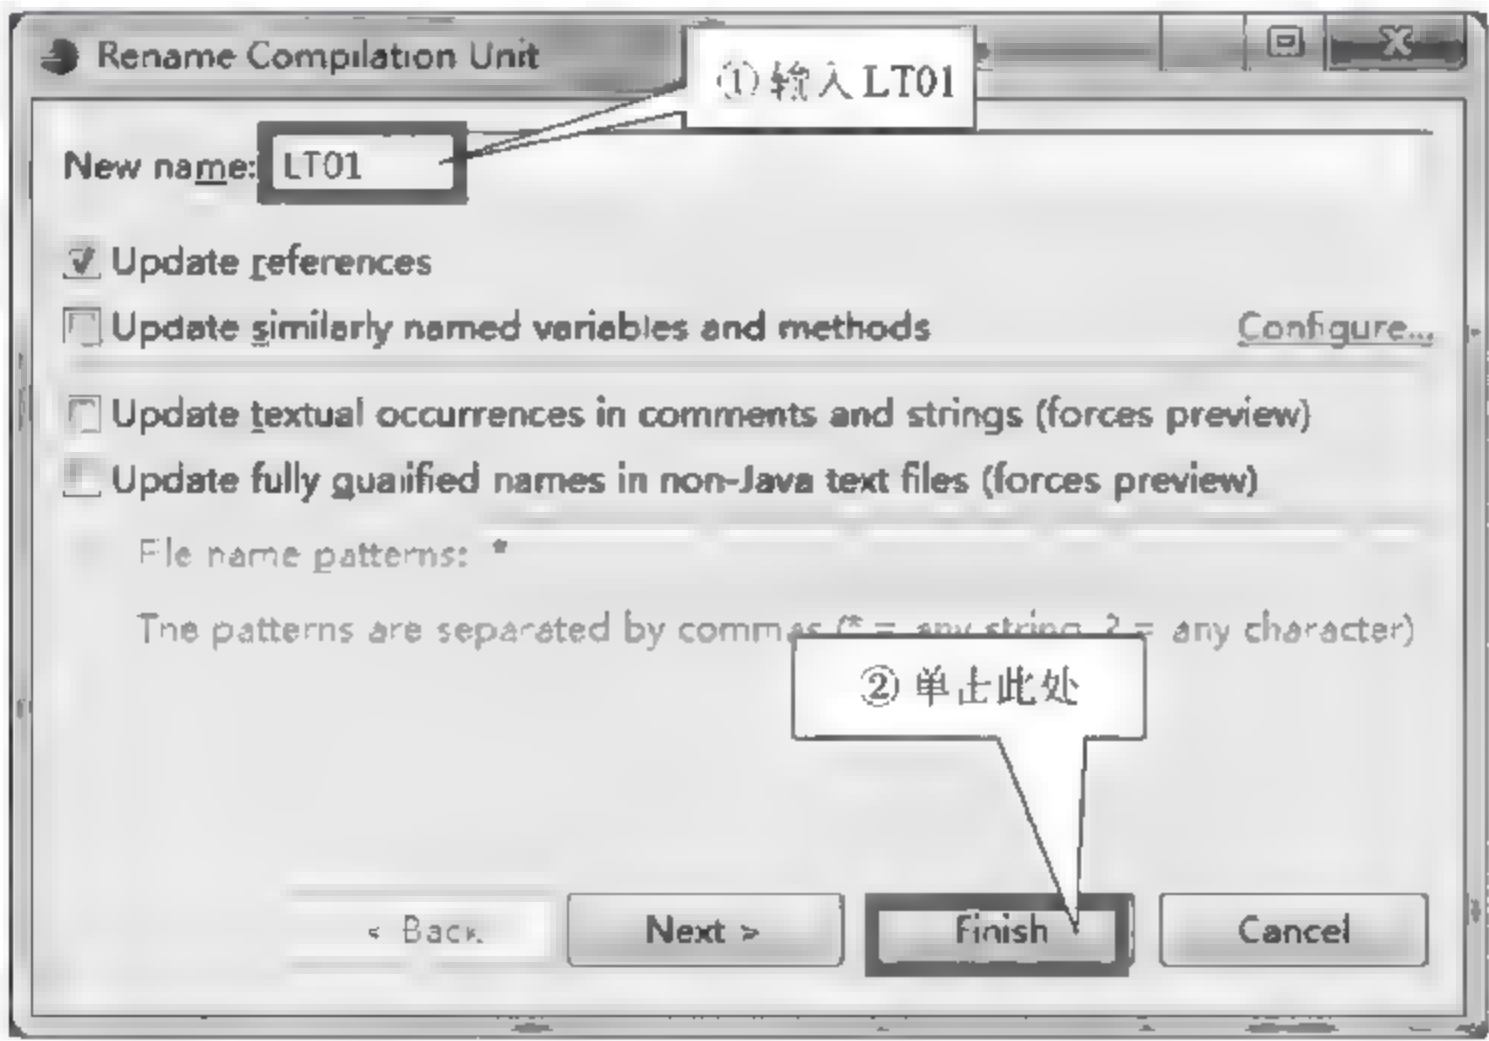 Rename Compilation Unit
①输入LT01
New name: LT01
Update references
Update similarly named variables and methods Configure...
Update textual occurrences in comments and strings (forces preview)
Update fully qualified names in non-Java text files (forces preview)
File name patterns: *
The patterns are separated by commas (* = any string, ? = any character)
②单击此处
< Back Next > Finish Cancel